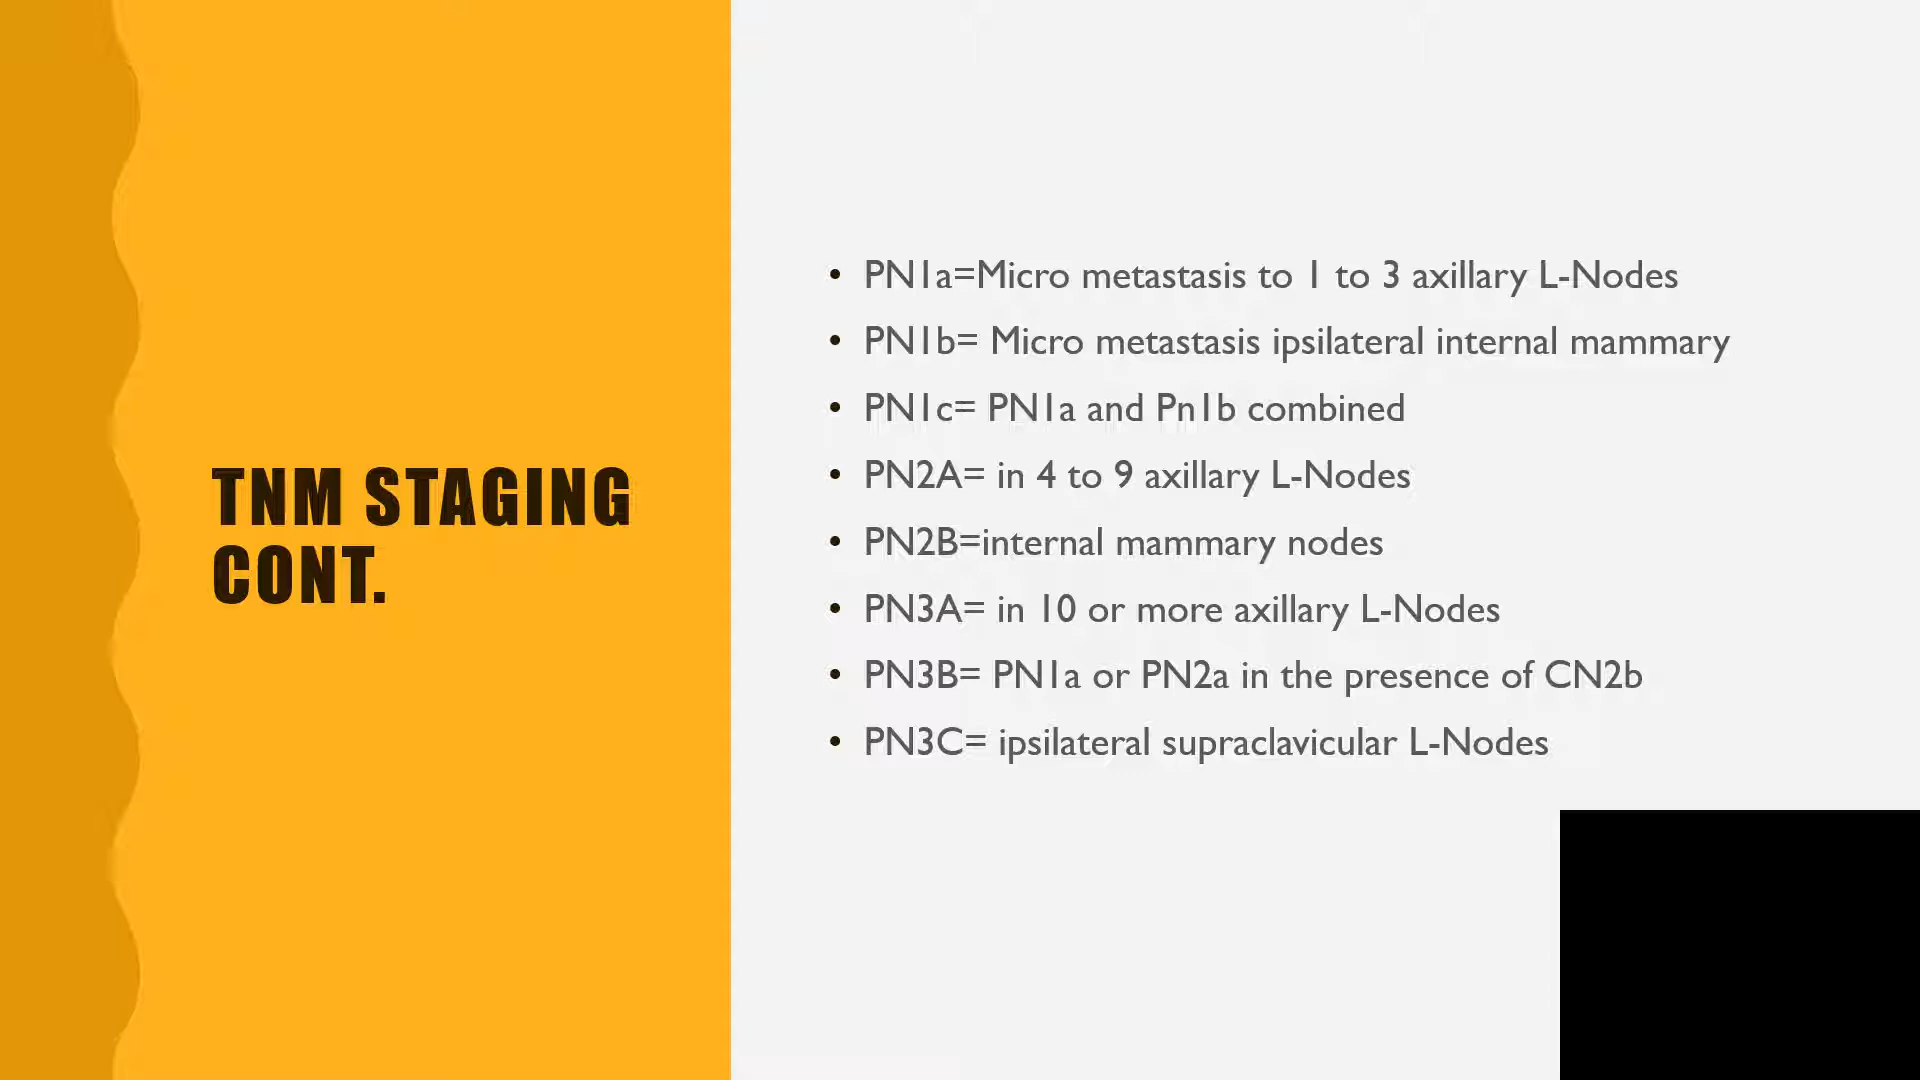 TNM STAGING
CONT.
• PN1a=Micro metastasis to 1 to 3 axillary L-Nodes
• PN1b= Micro metastasis ipsilateral internal mammary
• PN1c= PN1a and Pn1b combined
• PN2A= in 4 to 9 axillary L-Nodes
• PN2B=internal mammary nodes
• PN3A= in 10 or more axillary L-Nodes
• PN3B= PN1a or PN2a in the presence of CN2b
• PN3C= ipsilateral supraclavicular L-Nodes